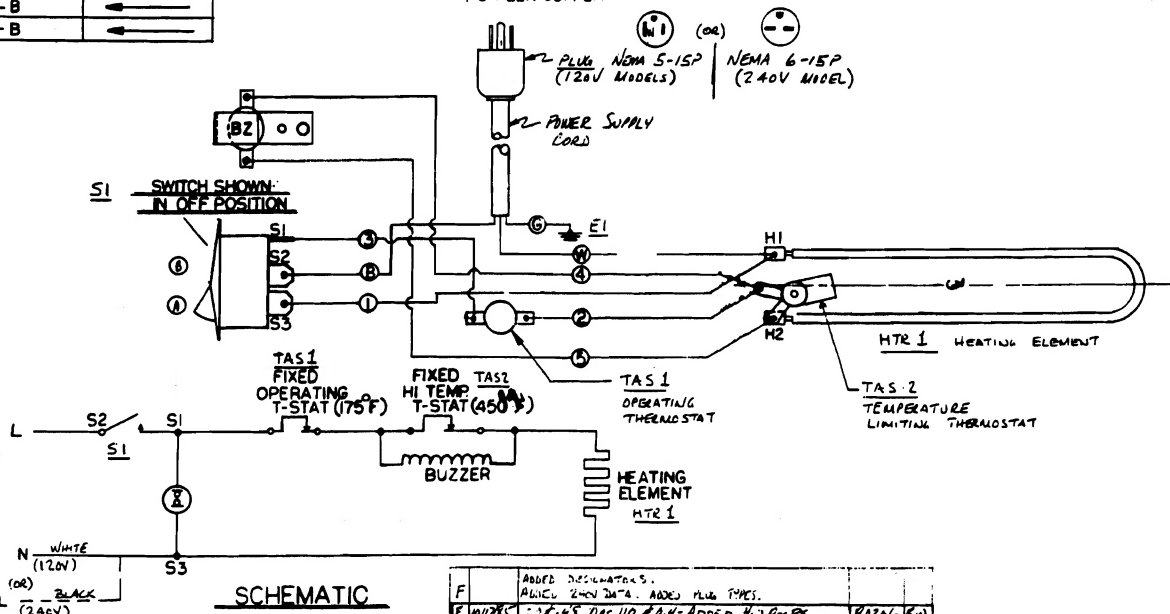 -B
-B
PLUG NEMA 5-15P
(120V MODELS)
(OR)
NEMA 6-15P
(240V MODEL)
POWER SUPPLY
CORD
BZ
S1
SWITCH SHOWN
IN OFF POSITION
S1
S2
S3
B
A
3
B
1
G
E1
W
4
2
5
H1
H2
HTR 1 HEATING ELEMENT
TAS 1
OPERATING
THERMOSTAT
TAS-2
TEMPERATURE
LIMITING THERMOSTAT
TAS 1
FIXED
OPERATING
T-STAT (175°F)
FIXED
HI TEMP TAS2
T-STAT (450°F)
L
S2
S1
S1
BUZZER
HEATING
ELEMENT
HTR 1
N WHITE
(120V)
S3
(OR)
BLACK
(240V)
SCHEMATIC
F
ADDED DESIGNATORS.
ADDED 240V DATA. ADDED PLUG TYPES.